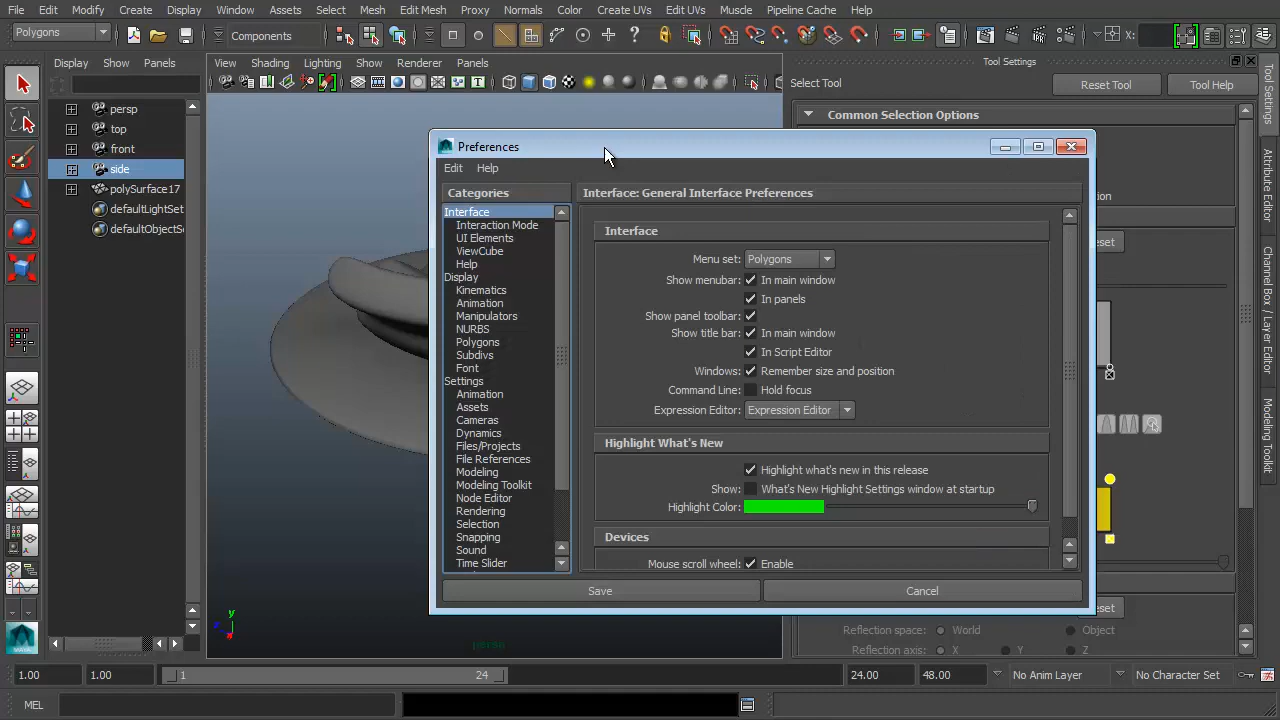 File Edit Modify Create Display Window Assets Select Mesh Edit Mesh Proxy Normals Color Create UVs Edit UVs Muscle Pipeline Cache Help
Polygons Components X:
Display Show Panels
View Shading Lighting Show Renderer Panels
Tool Settings
Select Tool Reset Tool Tool Help
Common Selection Options
persp
top
front
side
polySurface17
defaultLightSet
defaultObjectSe
Preferences
Edit Help
Categories
Interface
Interaction Mode
UI Elements
ViewCube
Help
Display
Kinematics
Animation
Manipulators
NURBS
Polygons
Subdivs
Font
Settings
Animation
Assets
Cameras
Dynamics
Files/Projects
File References
Modeling
Modeling Toolkit
Node Editor
Rendering
Selection
Snapping
Sound
Time Slider
Interface: General Interface Preferences
Interface
Menu set: Polygons
Show menubar: In main window
In panels
Show panel toolbar:
Show title bar: In main window
In Script Editor
Windows: Remember size and position
Command Line: Hold focus
Expression Editor: Expression Editor
Highlight What's New
Highlight what's new in this release
Show: What's New Highlight Settings window at startup
Highlight Color:
Devices
Mouse scroll wheel: Enable
Save Cancel
Tool Settings
Attribute Editor
Channel Box / Layer Editor
Modeling Toolkit
Reflection space: World Object
Reflection axis: X Y Z
y
z
x
persp
1.00 1.00 1 24 24.00 48.00 No Anim Layer No Character Set
MEL